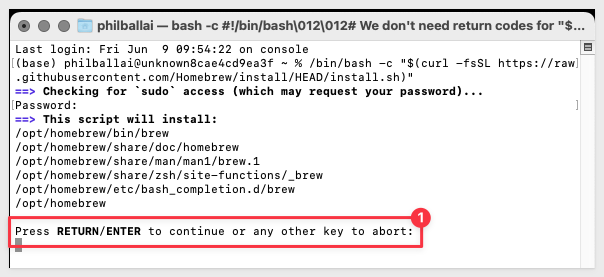 philballai — bash -c #!/bin/bash\012\012# We don't need return codes for "$...
Last login: Fri Jun  9 09:54:22 on console
(base) philballai@unknown8cae4cd9ea3f ~ % /bin/bash -c "$(curl -fsSL https://raw
.githubusercontent.com/Homebrew/install/HEAD/install.sh)"
==> Checking for `sudo` access (which may request your password)...
Password:
==> This script will install:
/opt/homebrew/bin/brew
/opt/homebrew/share/doc/homebrew
/opt/homebrew/share/man/man1/brew.1
/opt/homebrew/share/zsh/site-functions/_brew
/opt/homebrew/etc/bash_completion.d/brew
/opt/homebrew
1
Press RETURN/ENTER to continue or any other key to abort: